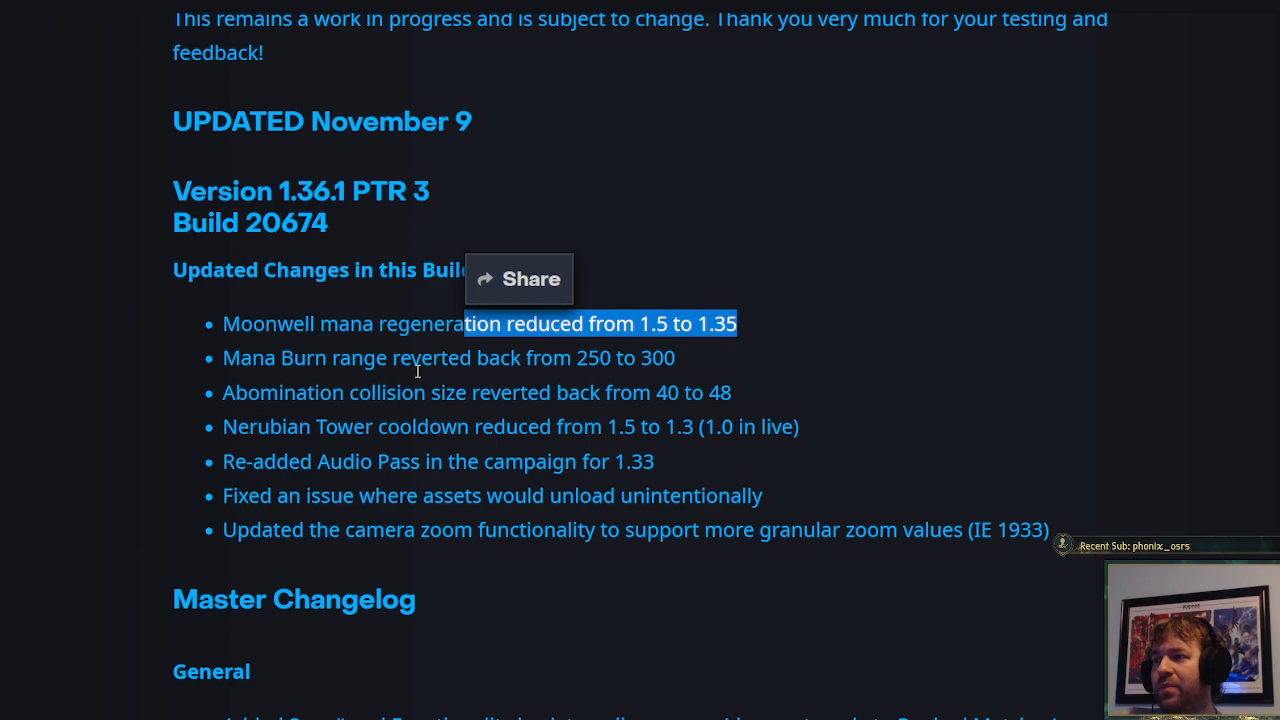 This remains a work in progress and is subject to change. Thank you very much for your testing and
feedback!
UPDATED November 9
Version 1.36.1 PTR 3
Build 20674
Updated Changes in this Buil
Share
Moonwell mana regeneration reduced from 1.5 to 1.35
Mana Burn range reverted back from 250 to 300
Abomination collision size reverted back from 40 to 48
Nerubian Tower cooldown reduced from 1.5 to 1.3 (1.0 in live)
Re-added Audio Pass in the campaign for 1.33
Fixed an issue where assets would unload unintentionally
Updated the camera zoom functionality to support more granular zoom values (IE 1933)
Recent Sub: phonix_osrs
Master Changelog
General